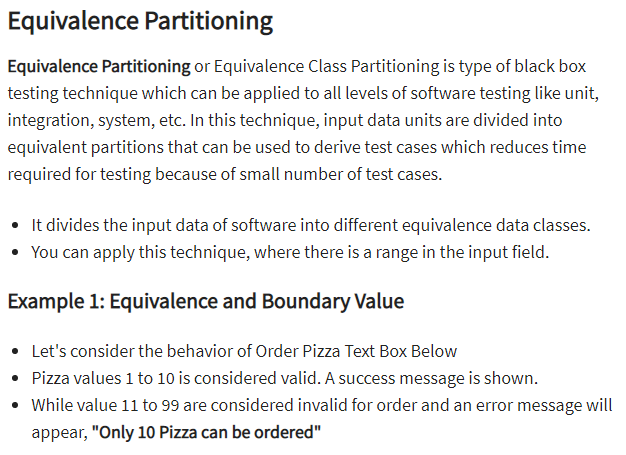 Equivalence Partitioning
Equivalence Partitioning or Equivalence Class Partitioning is type of black box
testing technique which can be applied to all levels of software testing like unit,
integration, system, etc. In this technique, input data units are divided into
equivalent partitions that can be used to derive test cases which reduces time
required for testing because of small number of test cases.
• It divides the input data of software into different equivalence data classes.
• You can apply this technique, where there is a range in the input field.
Example 1: Equivalence and Boundary Value
• Let's consider the behavior of Order Pizza Text Box Below
• Pizza values 1 to 10 is considered valid. A success message is shown.
• While value 11 to 99 are considered invalid for order and an error message will
appear, "Only 10 Pizza can be ordered"